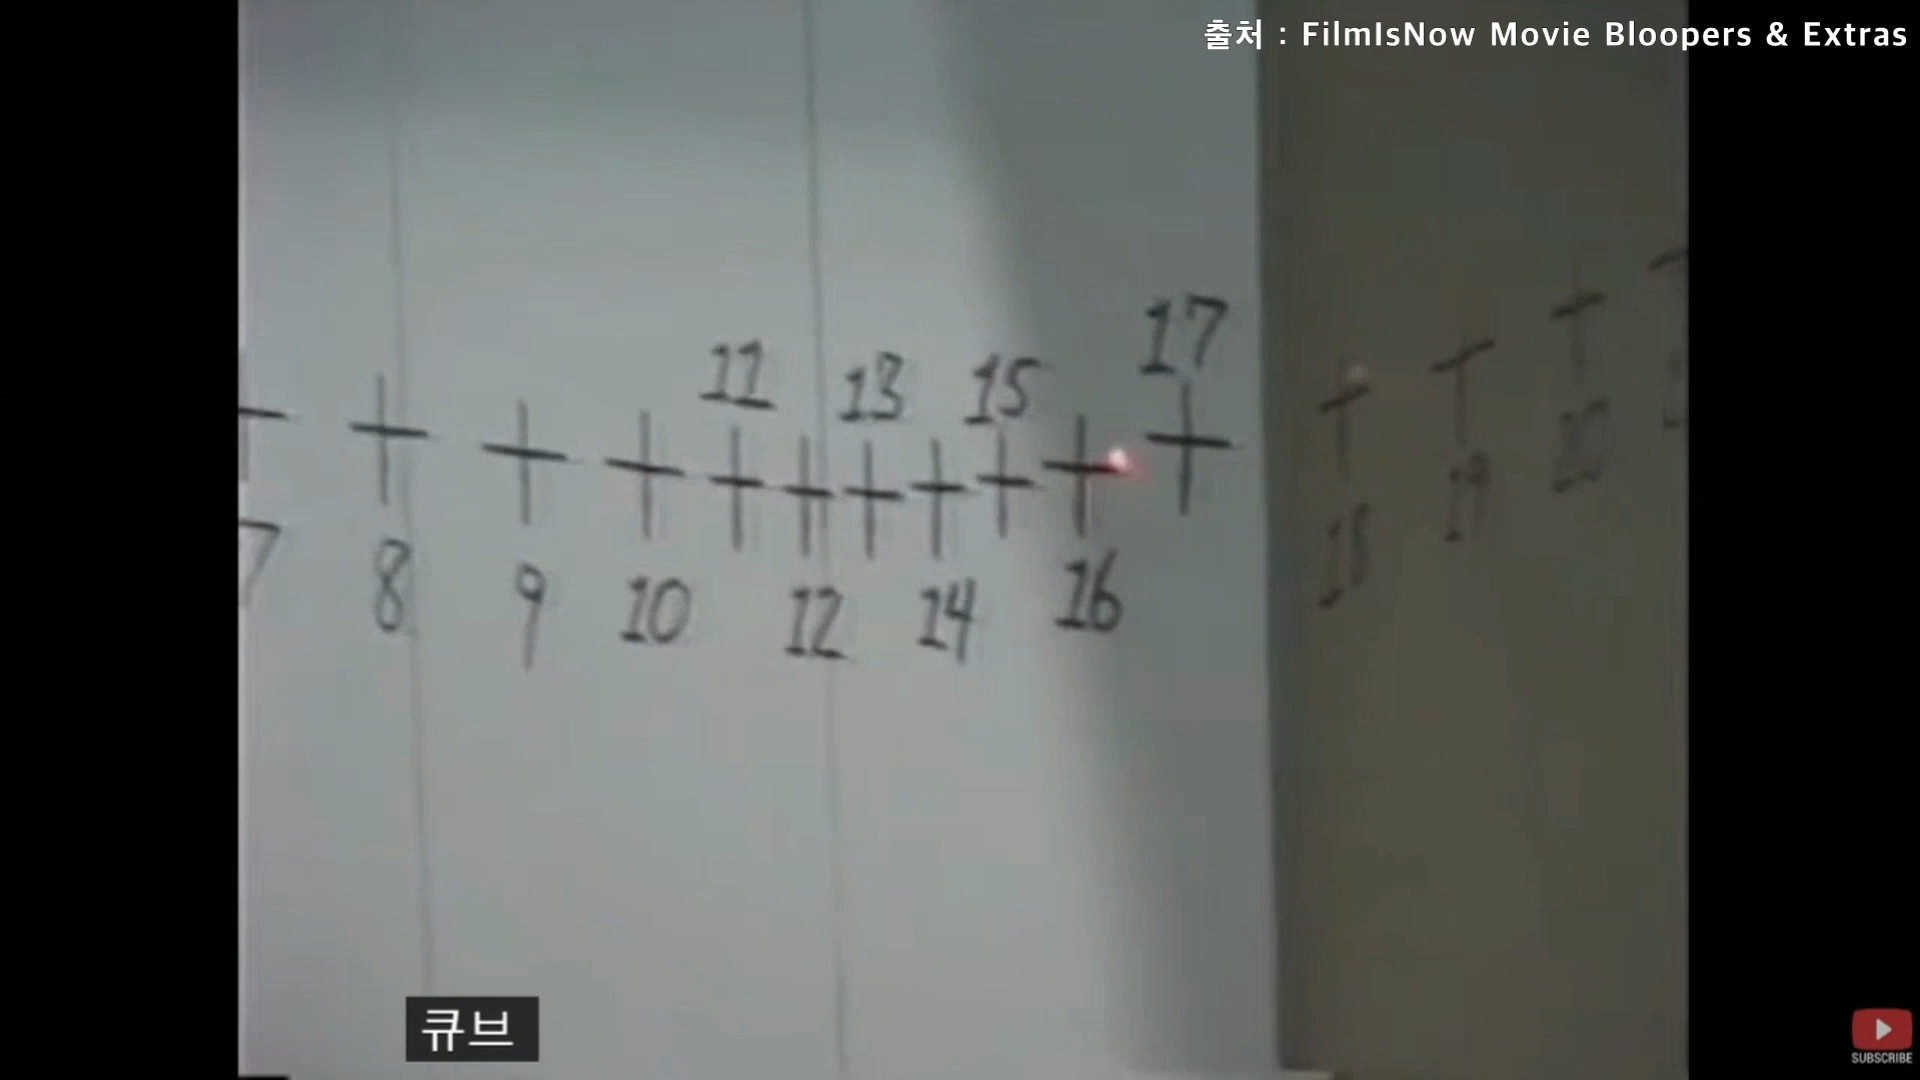 출처 : FilmIsNow Movie Bloopers & Extras
17
11 13 15
7 8 9 10 12 14 16 18 19 20
큐브
SUBSCRIBE